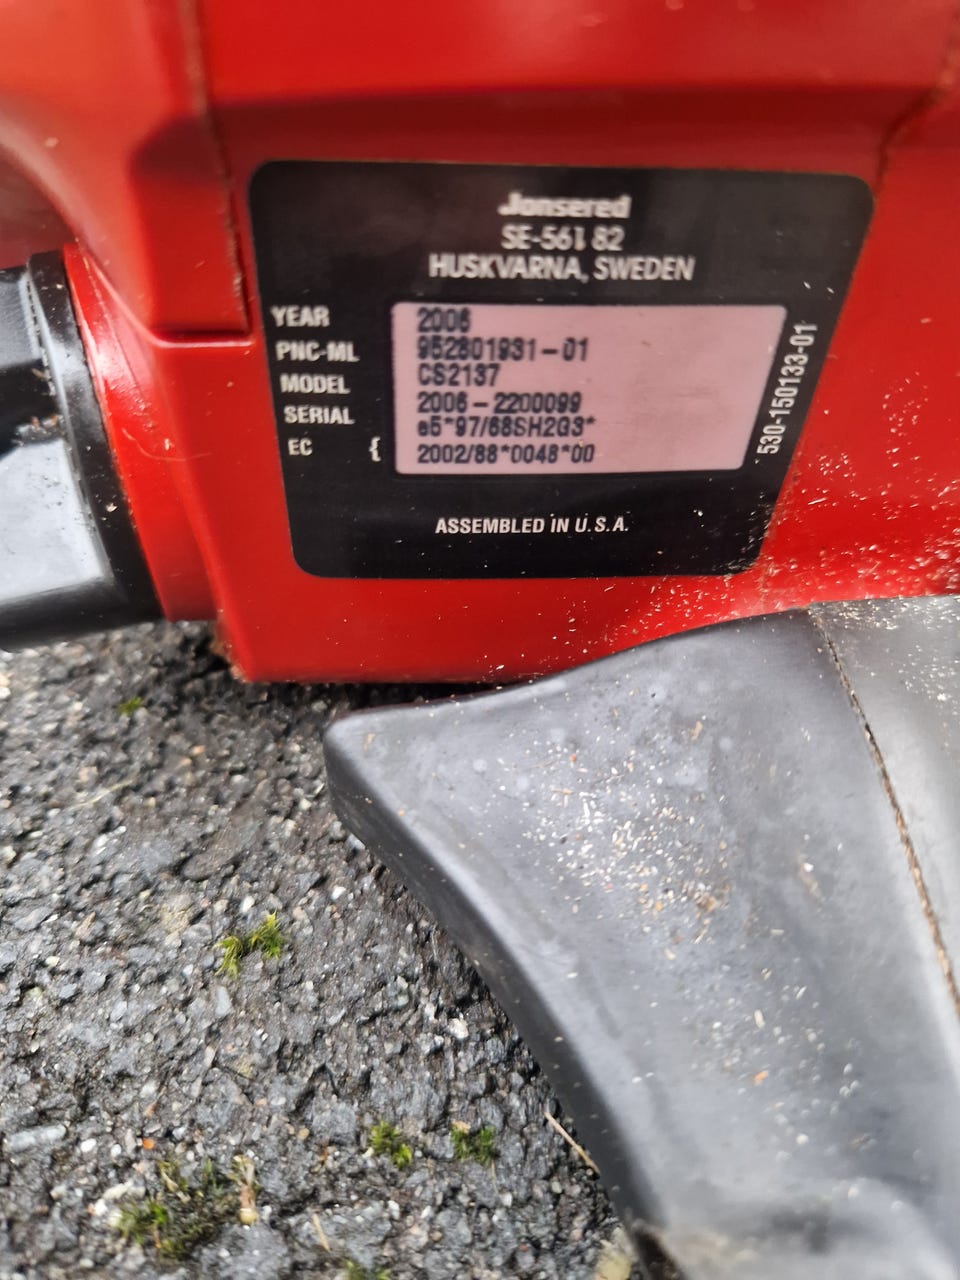 Jonsered
SE-561 82
HUSKVARNA, SWEDEN
YEAR 2006
PNC-ML 952801931-01
MODEL CS2137
SERIAL 2006-2200099
EC { e5*97/68SH2G3*
2002/88*0048*00
530-150133-01
ASSEMBLED IN U.S.A.